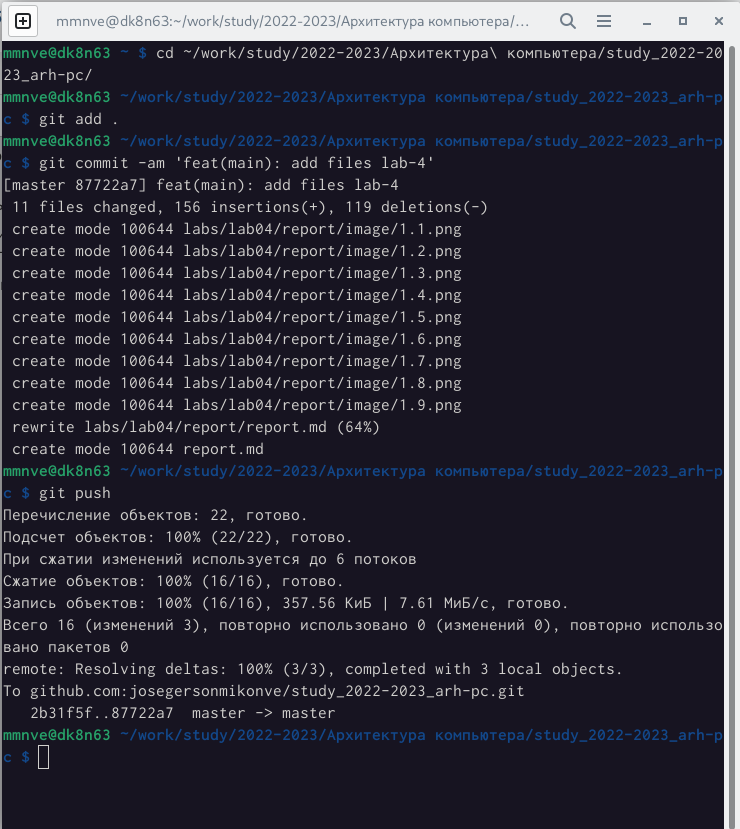 mmnve@dk8n63:~/work/study/2022-2023/Архитектура компьютера/...
mmnve@dk8n63 ~ $ cd ~/work/study/2022-2023/Архитектура\ компьютера/study_2022-20
23_arh-pc/
mmnve@dk8n63 ~/work/study/2022-2023/Архитектура компьютера/study_2022-2023_arh-p
c $ git add .
mmnve@dk8n63 ~/work/study/2022-2023/Архитектура компьютера/study_2022-2023_arh-p
c $ git commit -am 'feat(main): add files lab-4'
[master 87722a7] feat(main): add files lab-4
 11 files changed, 156 insertions(+), 119 deletions(-)
 create mode 100644 labs/lab04/report/image/1.1.png
 create mode 100644 labs/lab04/report/image/1.2.png
 create mode 100644 labs/lab04/report/image/1.3.png
 create mode 100644 labs/lab04/report/image/1.4.png
 create mode 100644 labs/lab04/report/image/1.5.png
 create mode 100644 labs/lab04/report/image/1.6.png
 create mode 100644 labs/lab04/report/image/1.7.png
 create mode 100644 labs/lab04/report/image/1.8.png
 create mode 100644 labs/lab04/report/image/1.9.png
 rewrite labs/lab04/report/report.md (64%)
 create mode 100644 report.md
mmnve@dk8n63 ~/work/study/2022-2023/Архитектура компьютера/study_2022-2023_arh-p
c $ git push
Перечисление объектов: 22, готово.
Подсчет объектов: 100% (22/22), готово.
При сжатии изменений используется до 6 потоков
Сжатие объектов: 100% (16/16), готово.
Запись объектов: 100% (16/16), 357.56 КиБ | 7.61 МиБ/с, готово.
Всего 16 (изменений 3), повторно использовано 0 (изменений 0), повторно использо
вано пакетов 0
remote: Resolving deltas: 100% (3/3), completed with 3 local objects.
To github.com:josegersonmikonve/study_2022-2023_arh-pc.git
   2b31f5f..87722a7  master -> master
mmnve@dk8n63 ~/work/study/2022-2023/Архитектура компьютера/study_2022-2023_arh-p
c $